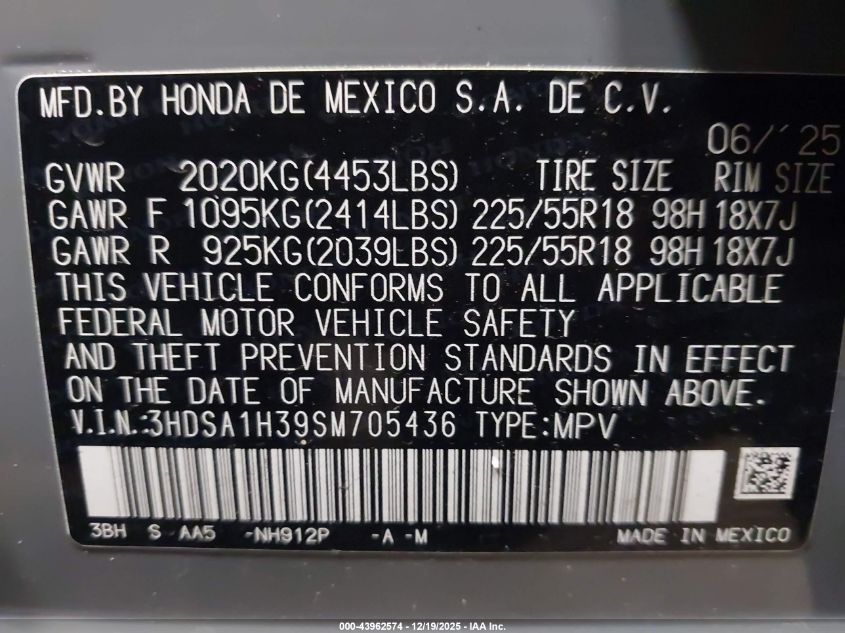 MFD.BY HONDA DE MEXICO S.A. DE C.V.
06/'25
GVWR 2020KG(4453LBS) TIRE SIZE RIM SIZE
GAWR F 1095KG(2414LBS) 225/55R18 98H 18X7J
GAWR R 925KG(2039LBS) 225/55R18 98H 18X7J
THIS VEHICLE CONFORMS TO ALL APPLICABLE
FEDERAL MOTOR VEHICLE SAFETY
AND THEFT PREVENTION STANDARDS IN EFFECT
ON THE DATE OF MANUFACTURE SHOWN ABOVE.
V.I.N.:3HDSA1H39SM705436 TYPE:MPV
3BH S AA5 -NH912P -A -M MADE IN MEXICO
000-43962574 / 12/19/2025 - IAA Inc.